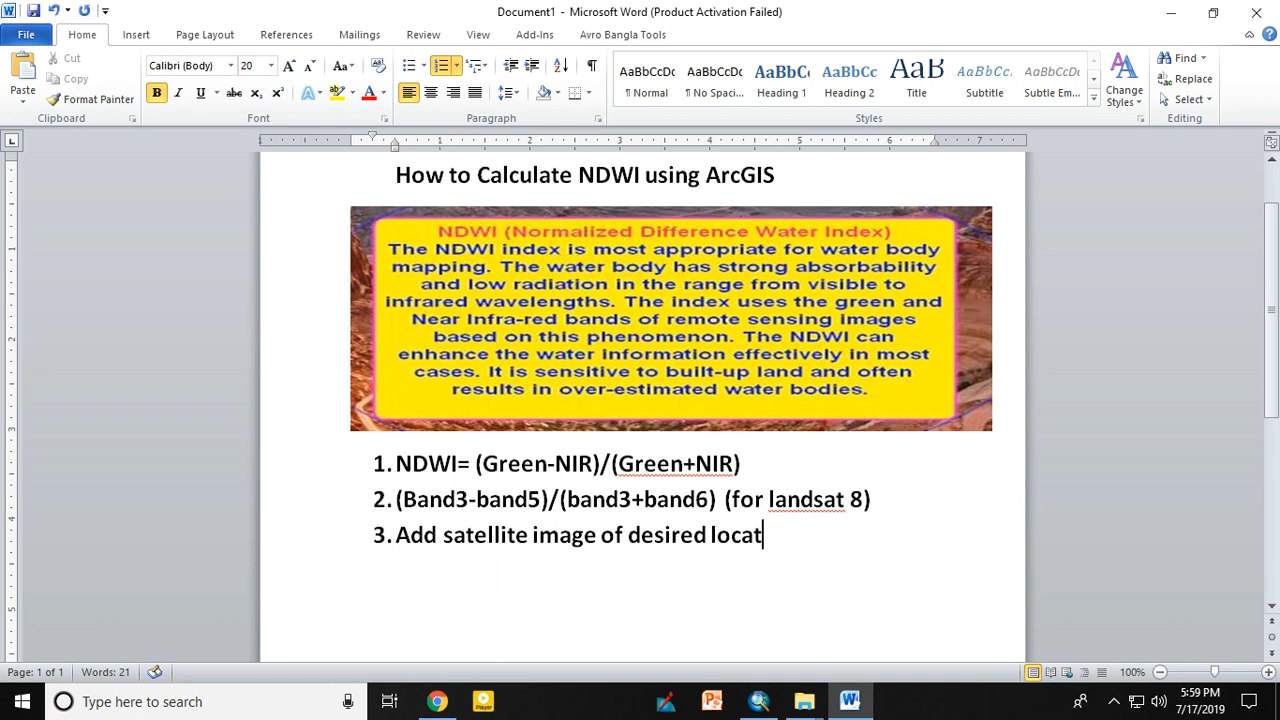 Document1 - Microsoft Word (Product Activation Failed)
File Home Insert Page Layout References Mailings Review View Add-Ins Avro Bangla Tools
Paste
Cut
Copy
Format Painter
Clipboard
Calibri (Body) 20
Font
Paragraph
AaBbCcDc AaBbCcDc AaBbC AaBbCc AaB AaBbCc. AaBbCcDc
¶ Normal ¶ No Spaci... Heading 1 Heading 2 Title Subtitle Subtle Em...
Change Styles
Styles
Find
Replace
Select
Editing
How to Calculate NDWI using ArcGIS
NDWI (Normalized Difference Water Index)
The NDWI index is most appropriate for water body
mapping. The water body has strong absorbability
and low radiation in the range from visible to
infrared wavelengths. The index uses the green and
Near Infra-red bands of remote sensing images
based on this phenomenon. The NDWI can
enhance the water information effectively in most
cases. It is sensitive to built-up land and often
results in over-estimated water bodies.
1. NDWI= (Green-NIR)/(Green+NIR)
2. (Band3-band5)/(band3+band6) (for landsat 8)
3. Add satellite image of desired locat
Page: 1 of 1 Words: 21 100%
Type here to search
5:59 PM
7/17/2019